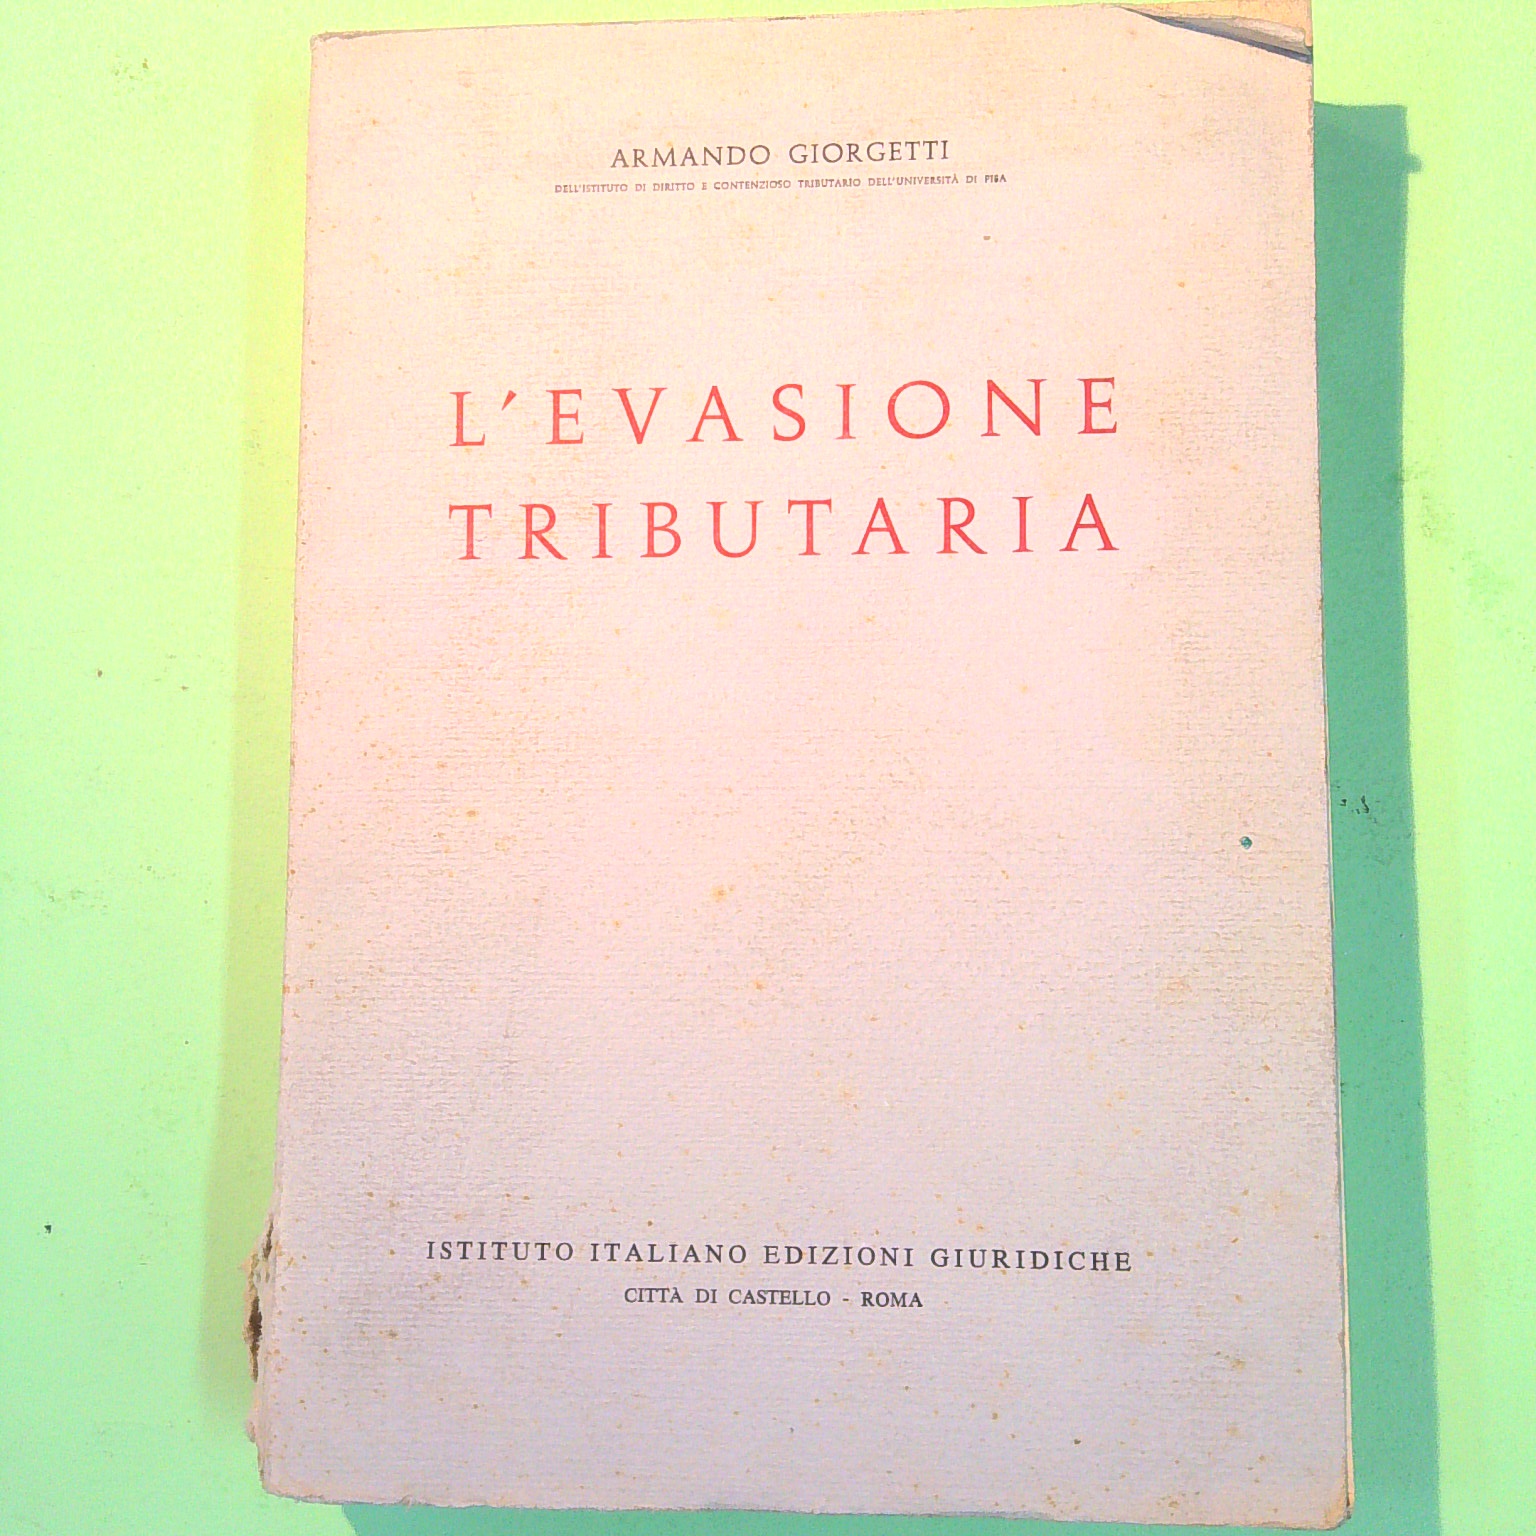 ARMANDO GIORGETTI
DELL'ISTITUTO DI DIRITTO E CONTENZIOSO TRIBUTARIO DELL'UNIVERSITÀ DI PISA
L'EVASIONE
TRIBUTARIA
ISTITUTO ITALIANO EDIZIONI GIURIDICHE
CITTÀ DI CASTELLO - ROMA